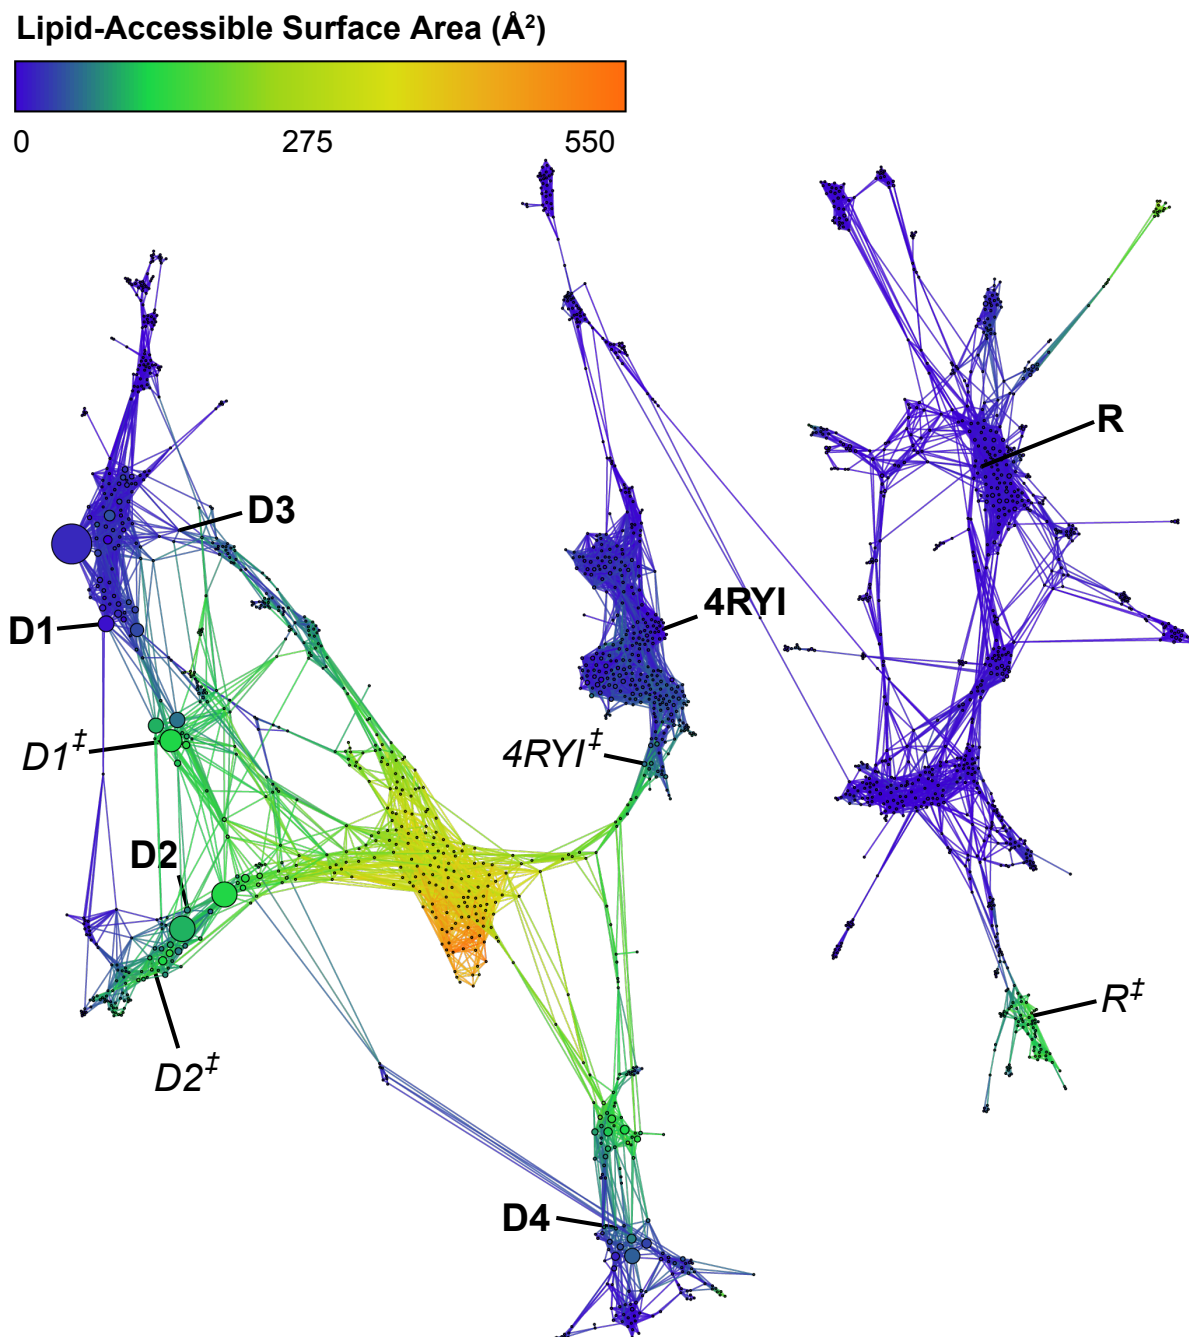 Lipid-Accessible Surface Area (Å²)
0 275 550
R
D3
4RYI
D1
D1‡
4RYI‡
D2
R‡
D2‡
D4